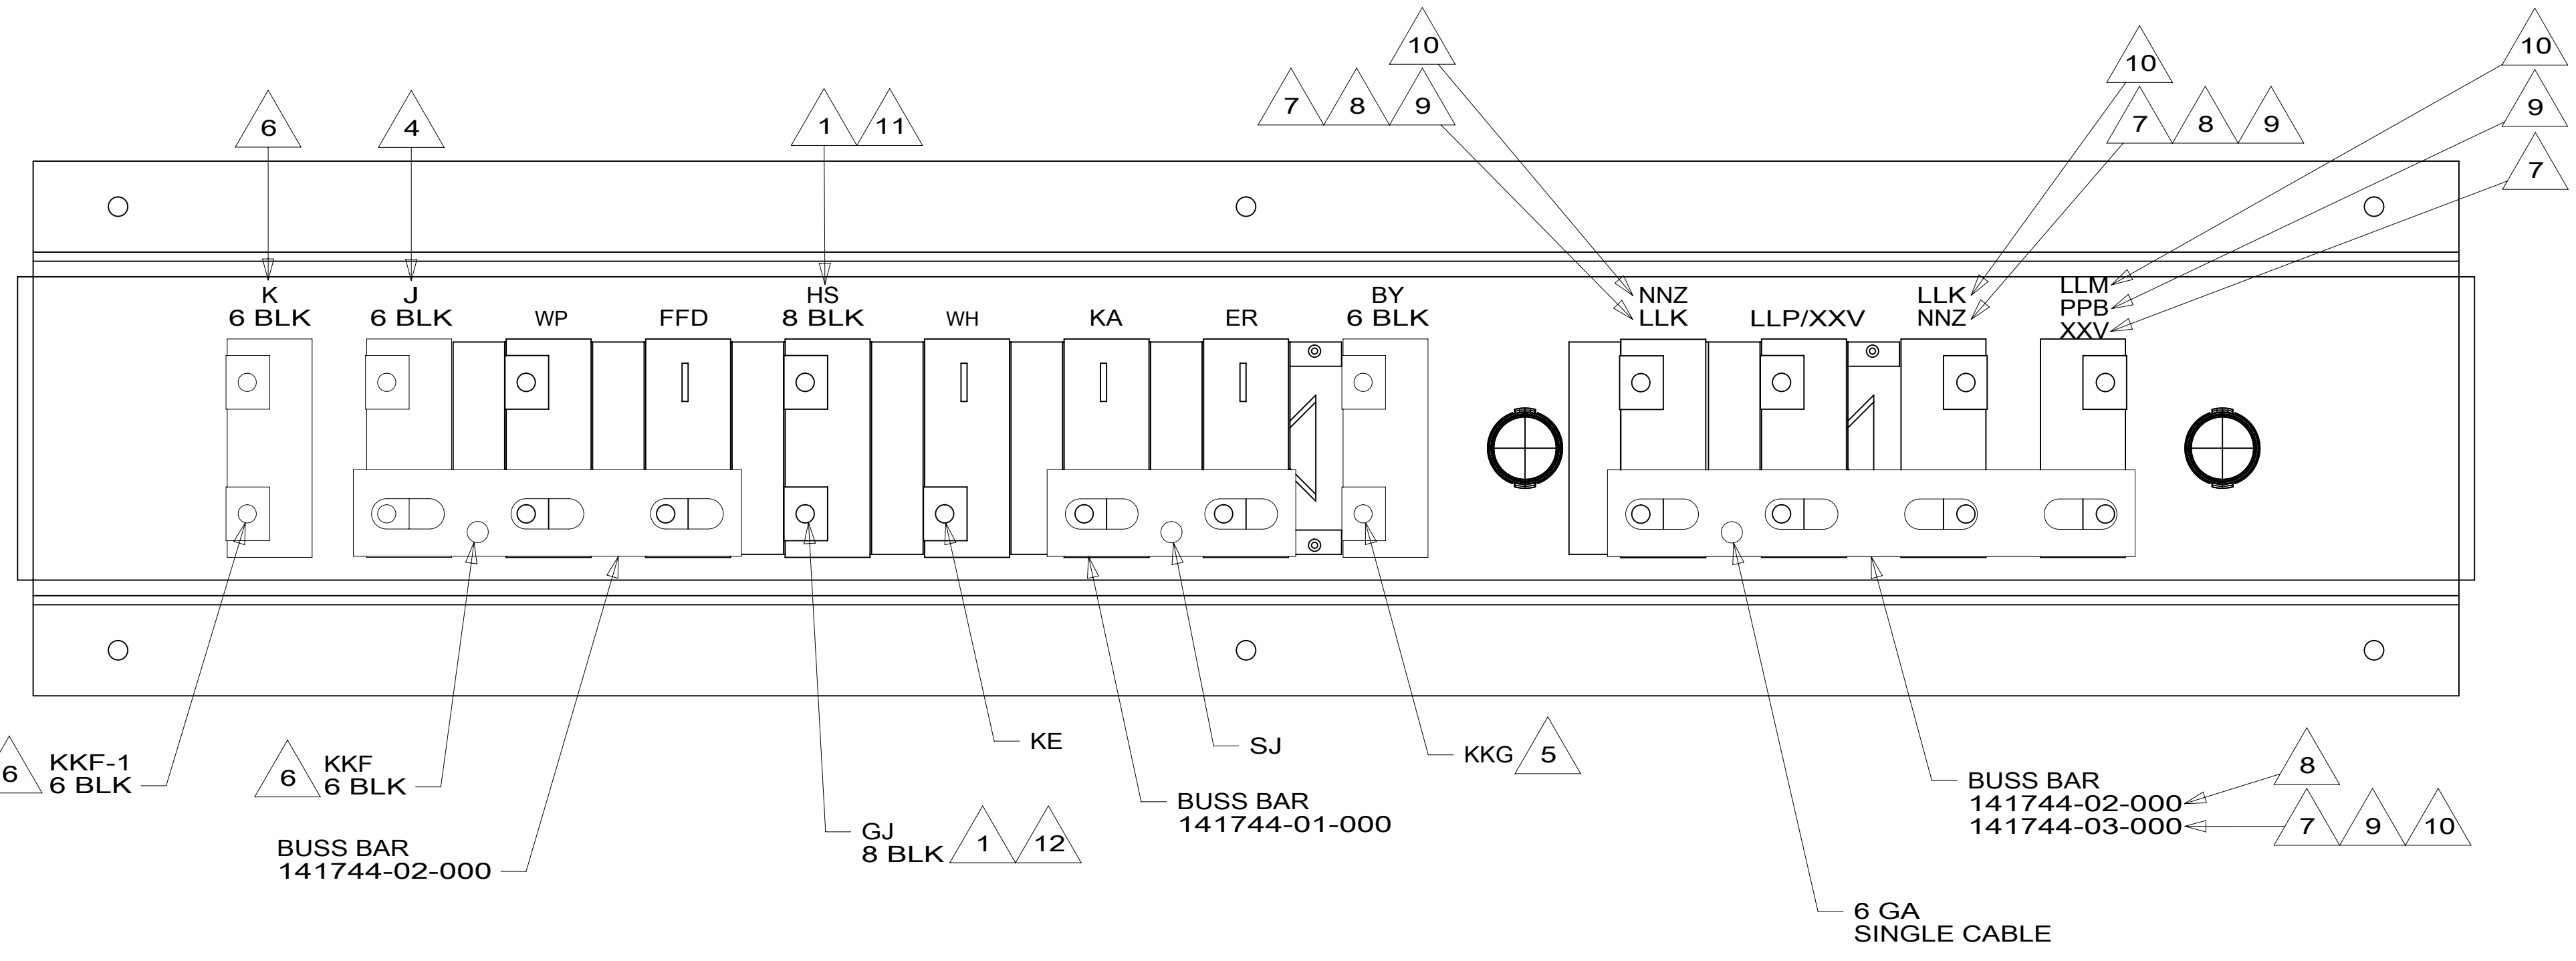 10
10
10
7 8 9
7 8 9
9
6
4
1 11
7
K
6 BLK
J
6 BLK
WP
FFD
HS
8 BLK
WH
KA
ER
BY
6 BLK
NNZ
LLK
LLP/XXV
LLK
NNZ
LLM
PPB
XXV
6
KKF-1
6 BLK
6
KKF
6 BLK
BUSS BAR
141744-02-000
GJ
8 BLK
1 12
KE
BUSS BAR
141744-01-000
SJ
KKG
5
6 GA
SINGLE CABLE
BUSS BAR
141744-02-000
141744-03-000
8
7 9 10